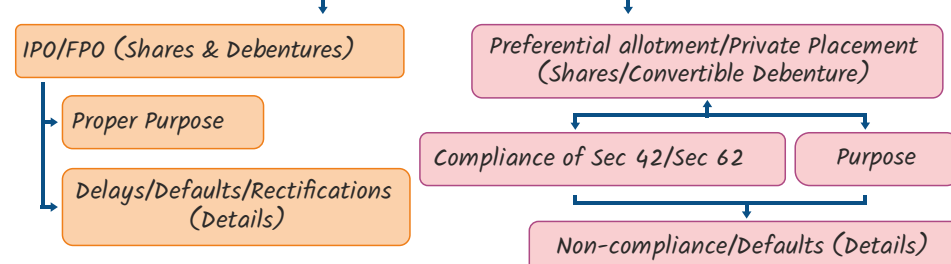 IPO/FPO (Shares & Debentures)
Proper Purpose
Delays/Defaults/Rectifications
(Details)
Preferential allotment/Private Placement
(Shares/Convertible Debenture)
Compliance of Sec 42/Sec 62
Purpose
Non-compliance/Defaults (Details)